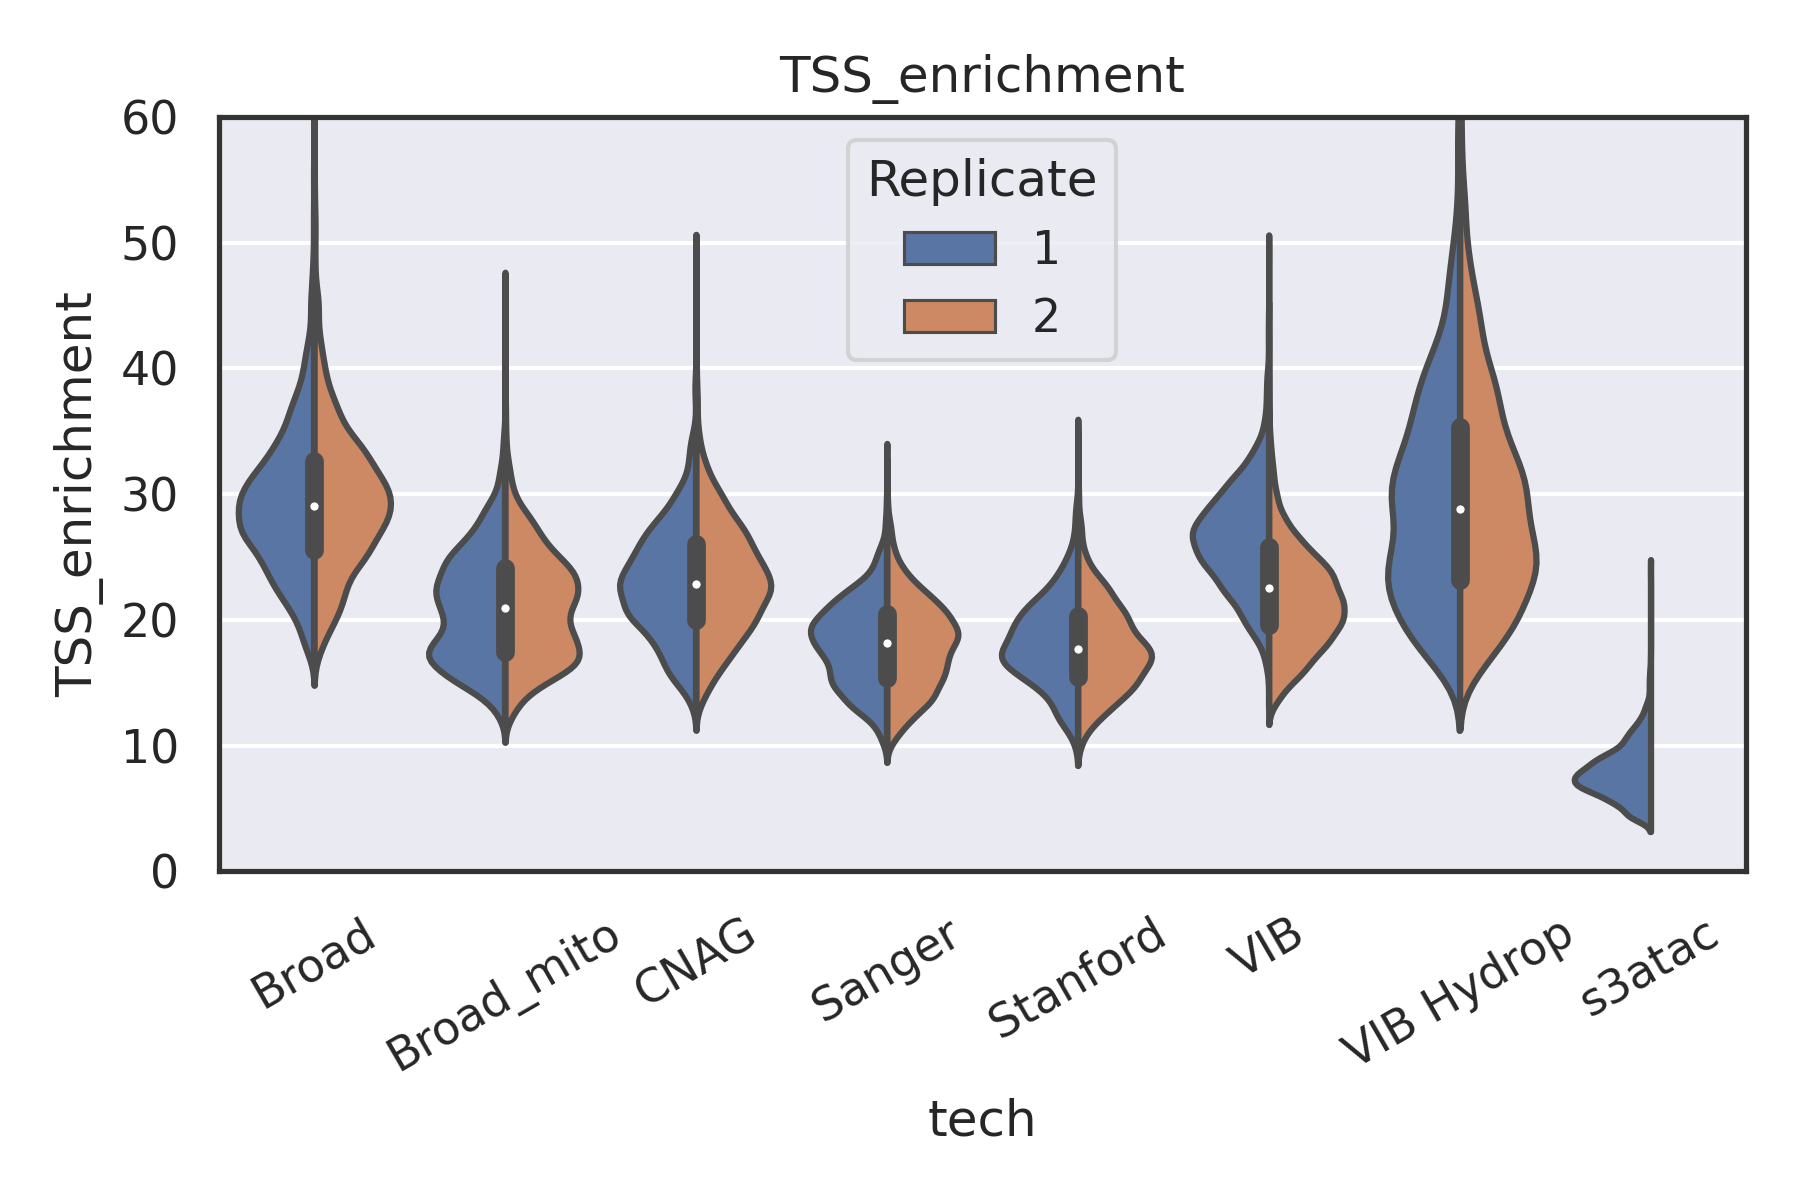 TSS_enrichment
60
50
40
30
20
10
0
TSS_enrichment
Replicate
1
2
Broad
Broad_mito
CNAG
Sanger
Stanford
VIB
VIB Hydrop
s3atac
tech